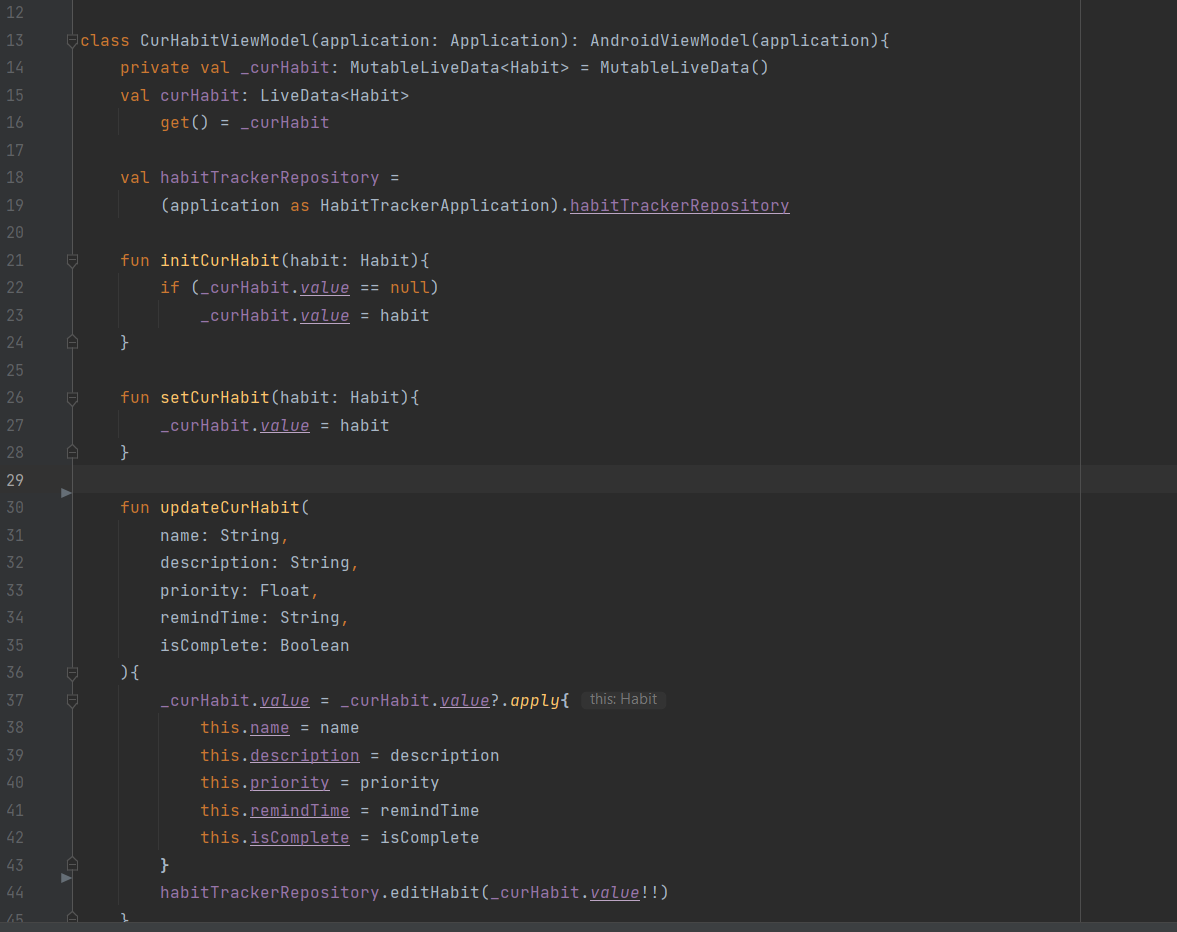 12
13 class CurHabitViewModel(application: Application): AndroidViewModel(application){
14     private val _curHabit: MutableLiveData<Habit> = MutableLiveData()
15     val curHabit: LiveData<Habit>
16         get() = _curHabit
17
18     val habitTrackerRepository =
19         (application as HabitTrackerApplication).habitTrackerRepository
20
21     fun initCurHabit(habit: Habit){
22         if (_curHabit.value == null)
23             _curHabit.value = habit
24     }
25
26     fun setCurHabit(habit: Habit){
27         _curHabit.value = habit
28     }
29
30     fun updateCurHabit(
31         name: String,
32         description: String,
33         priority: Float,
34         remindTime: String,
35         isComplete: Boolean
36     ){
37         _curHabit.value = _curHabit.value?.apply{ this: Habit
38             this.name = name
39             this.description = description
40             this.priority = priority
41             this.remindTime = remindTime
42             this.isComplete = isComplete
43         }
44         habitTrackerRepository.editHabit(_curHabit.value!!)
45     }